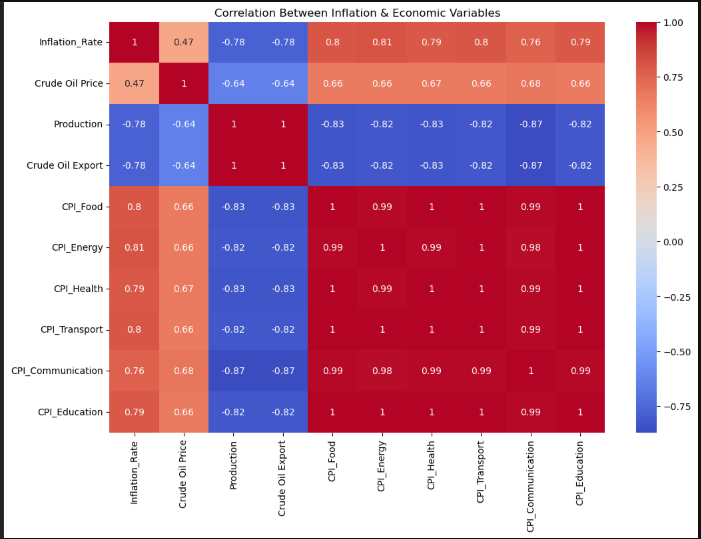 Correlation Between Inflation & Economic Variables
Inflation_Rate 1 0.47 -0.78 -0.78 0.8 0.81 0.79 0.8 0.76 0.79
Crude Oil Price 0.47 1 -0.64 -0.64 0.66 0.66 0.67 0.66 0.68 0.66
Production -0.78 -0.64 1 1 -0.83 -0.82 -0.83 -0.82 -0.87 -0.82
Crude Oil Export -0.78 -0.64 1 1 -0.83 -0.82 -0.83 -0.82 -0.87 -0.82
CPI_Food 0.8 0.66 -0.83 -0.83 1 0.99 1 1 0.99 1
CPI_Energy 0.81 0.66 -0.82 -0.82 0.99 1 0.99 1 0.98 1
CPI_Health 0.79 0.67 -0.83 -0.83 1 0.99 1 1 0.99 1
CPI_Transport 0.8 0.66 -0.82 -0.82 1 1 1 1 0.99 1
CPI_Communication 0.76 0.68 -0.87 -0.87 0.99 0.98 0.99 0.99 1 0.99
CPI_Education 0.79 0.66 -0.82 -0.82 1 1 1 1 0.99 1
Inflation_Rate
Crude Oil Price
Production
Crude Oil Export
CPI_Food
CPI_Energy
CPI_Health
CPI_Transport
CPI_Communication
CPI_Education
1.00
0.75
0.50
0.25
0.00
−0.25
−0.50
−0.75